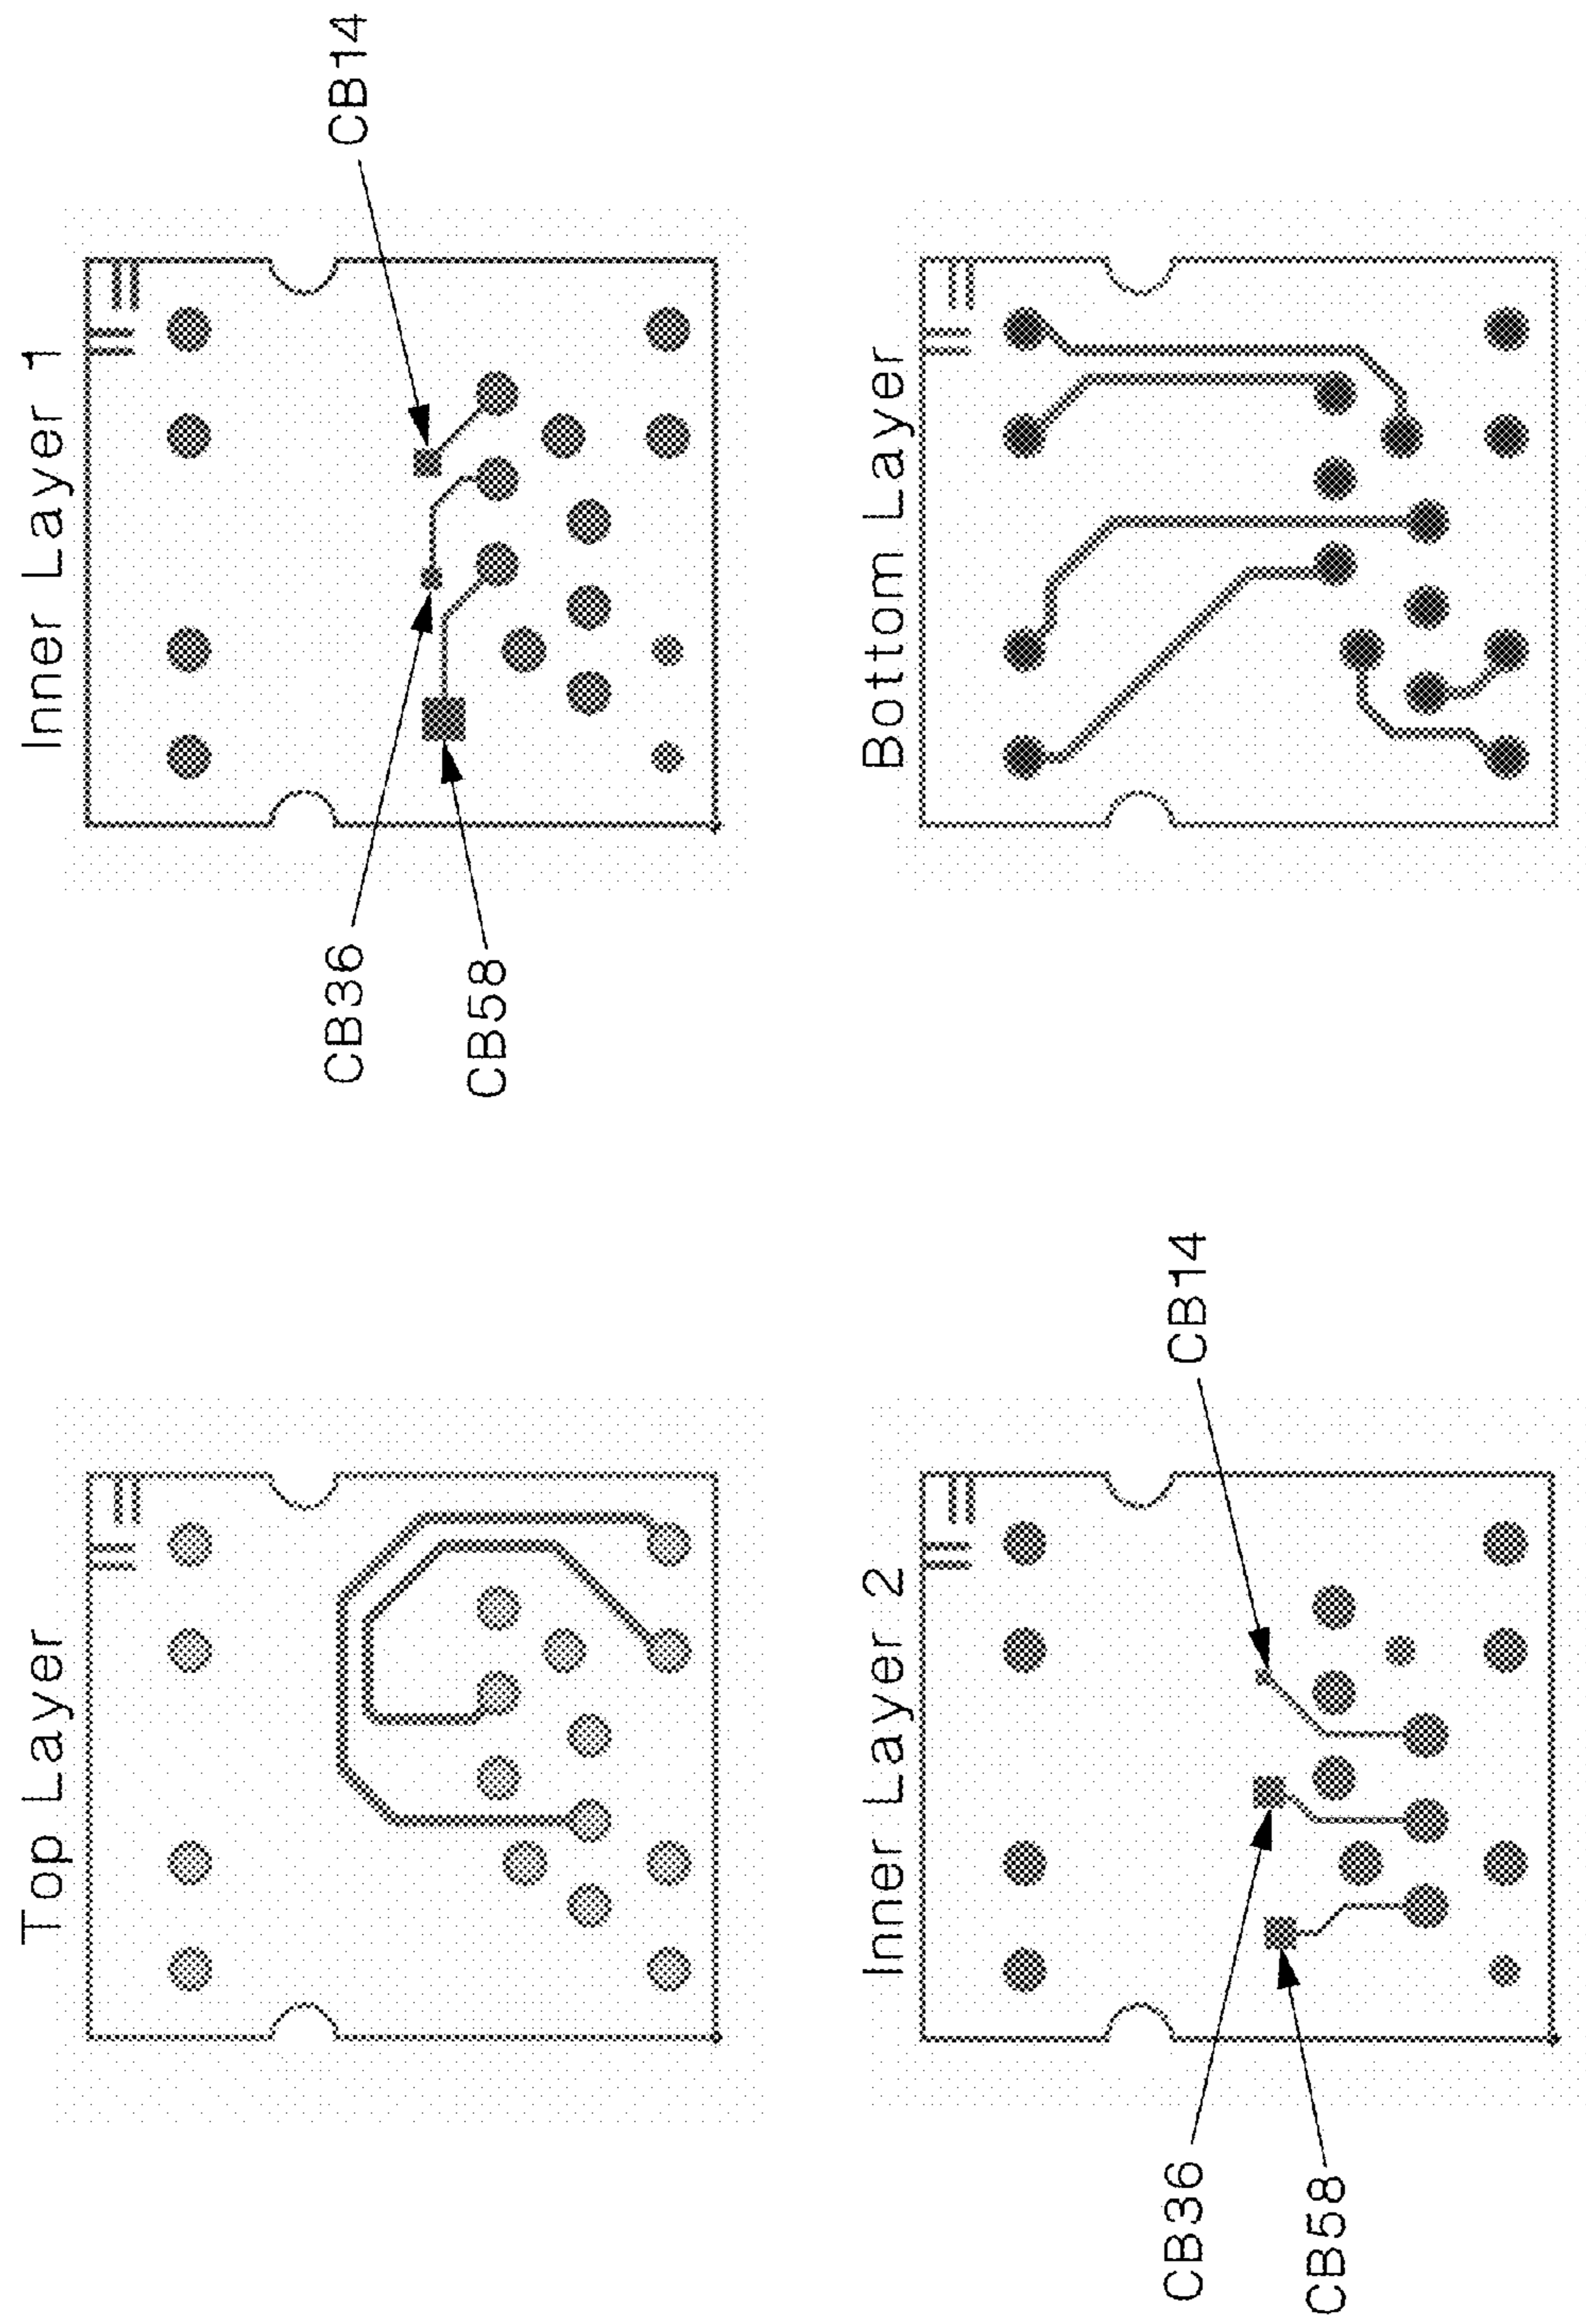 Top Layer
Inner Layer 1
CB14
CB36
CB58
Inner Layer 2
CB14
CB36
CB58
Bottom Layer